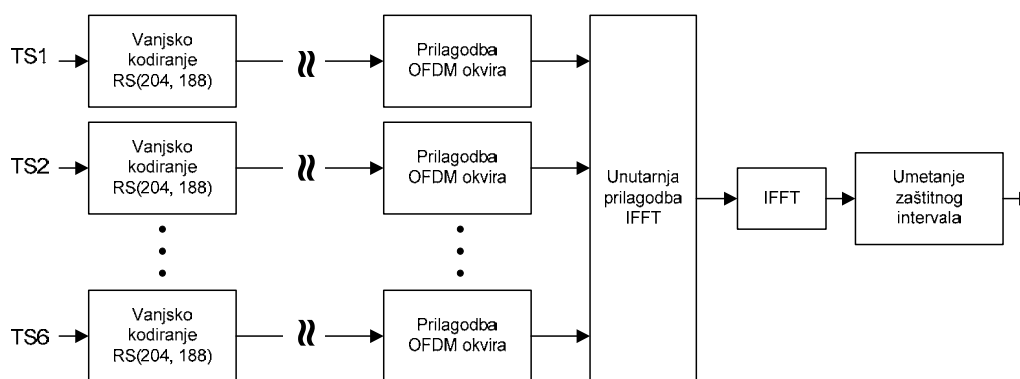 TS1
Vanjsko
kodiranje
RS(204, 188)
Prilagodba
OFDM okvira
TS2
Vanjsko
kodiranje
RS(204, 188)
Prilagodba
OFDM okvira
TS6
Vanjsko
kodiranje
RS(204, 188)
Prilagodba
OFDM okvira
Unutarnja
prilagodba
IFFT
IFFT
Umetanje
zaštitnog
intervala